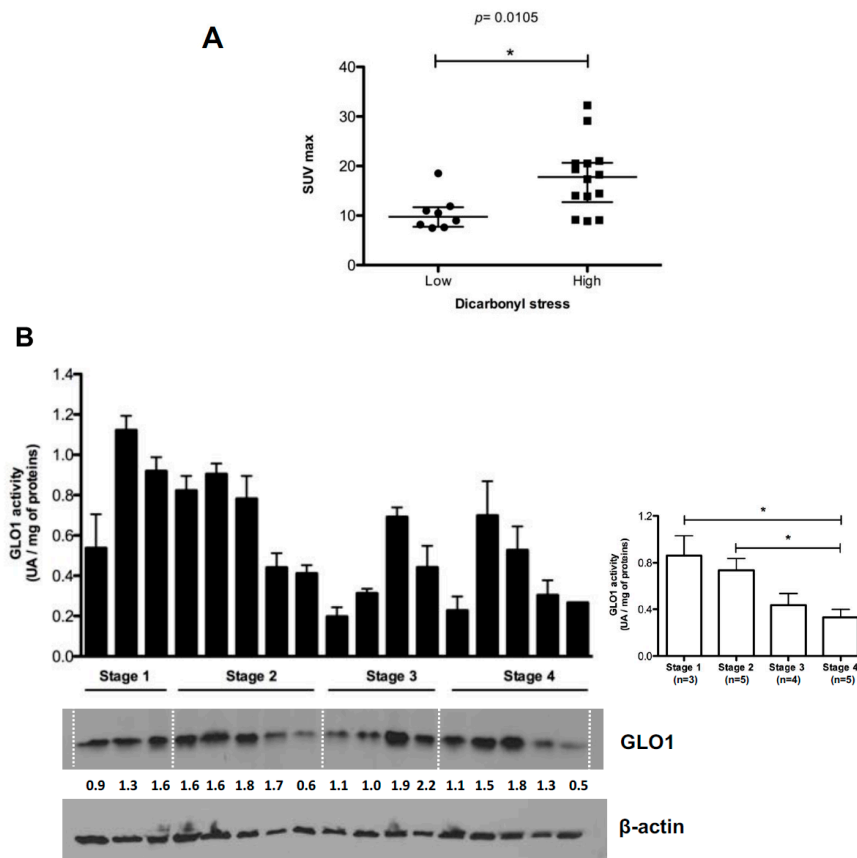 A
p= 0.0105
*
40
30
20
10
0
SUV max
Low High
Dicarbonyl stress
B
1.4
1.2
1.0
0.8
0.6
0.4
0.2
0.0
GLO1 activity
(UA / mg of proteins)
Stage 1 Stage 2 Stage 3 Stage 4
1.2
0.8
0.4
0.0
GLO1 activity
(UA / mg of proteins)
*
*
Stage 1 Stage 2 Stage 3 Stage 4
(n=3) (n=5) (n=4) (n=5)
GLO1
0.9 1.3 1.6 1.6 1.6 1.8 1.7 0.6 1.1 1.0 1.9 2.2 1.1 1.5 1.8 1.3 0.5
β-actin